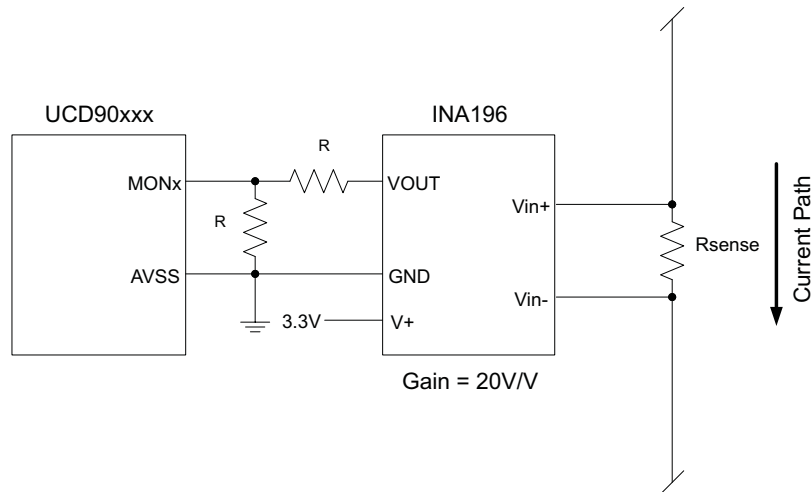 UCD90xxx
INA196
R
MONx
VOUT
Vin+
R
Rsense
Current Path
AVSS
GND
Vin-
3.3V
V+
Gain = 20V/V